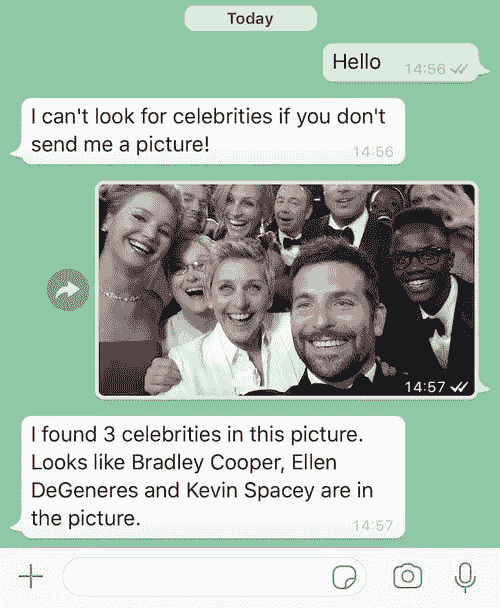 Today
Hello
14:56
I can't look for celebrities if you don't
send me a picture!
14:56
14:57
I found 3 celebrities in this picture.
Looks like Bradley Cooper, Ellen
DeGeneres and Kevin Spacey are in
the picture.
14:57